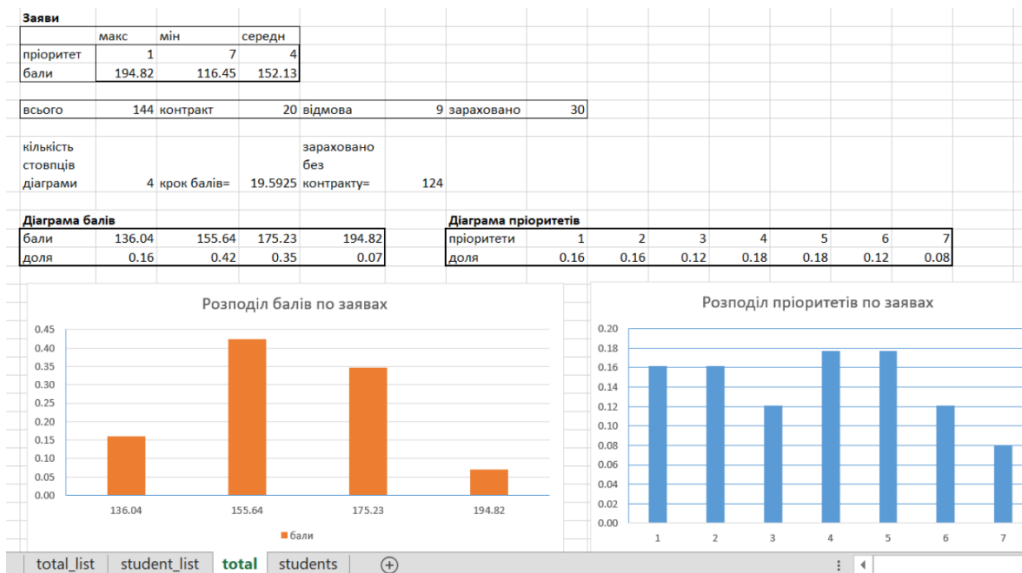 Заяви
макс мін середн
пріоритет 1 7 4
бали 194.82 116.45 152.13
всього 144 контракт 20 відмова 9 зараховано 30
кількість зараховано
стовпців без
діаграми 4 крок балів= 19.5925 контракту= 124
Діаграма балів Діаграма пріоритетів
бали 136.04 155.64 175.23 194.82 пріоритети 1 2 3 4 5 6 7
доля 0.16 0.42 0.35 0.07 доля 0.16 0.16 0.12 0.18 0.18 0.12 0.08
Розподіл балів по заявах
0.45
0.40
0.35
0.30
0.25
0.20
0.15
0.10
0.05
0.00
136.04 155.64 175.23 194.82
бали
Розподіл пріоритетів по заявах
0.20
0.18
0.16
0.14
0.12
0.10
0.08
0.06
0.04
0.02
0.00
1 2 3 4 5 6 7
total_list student_list total students